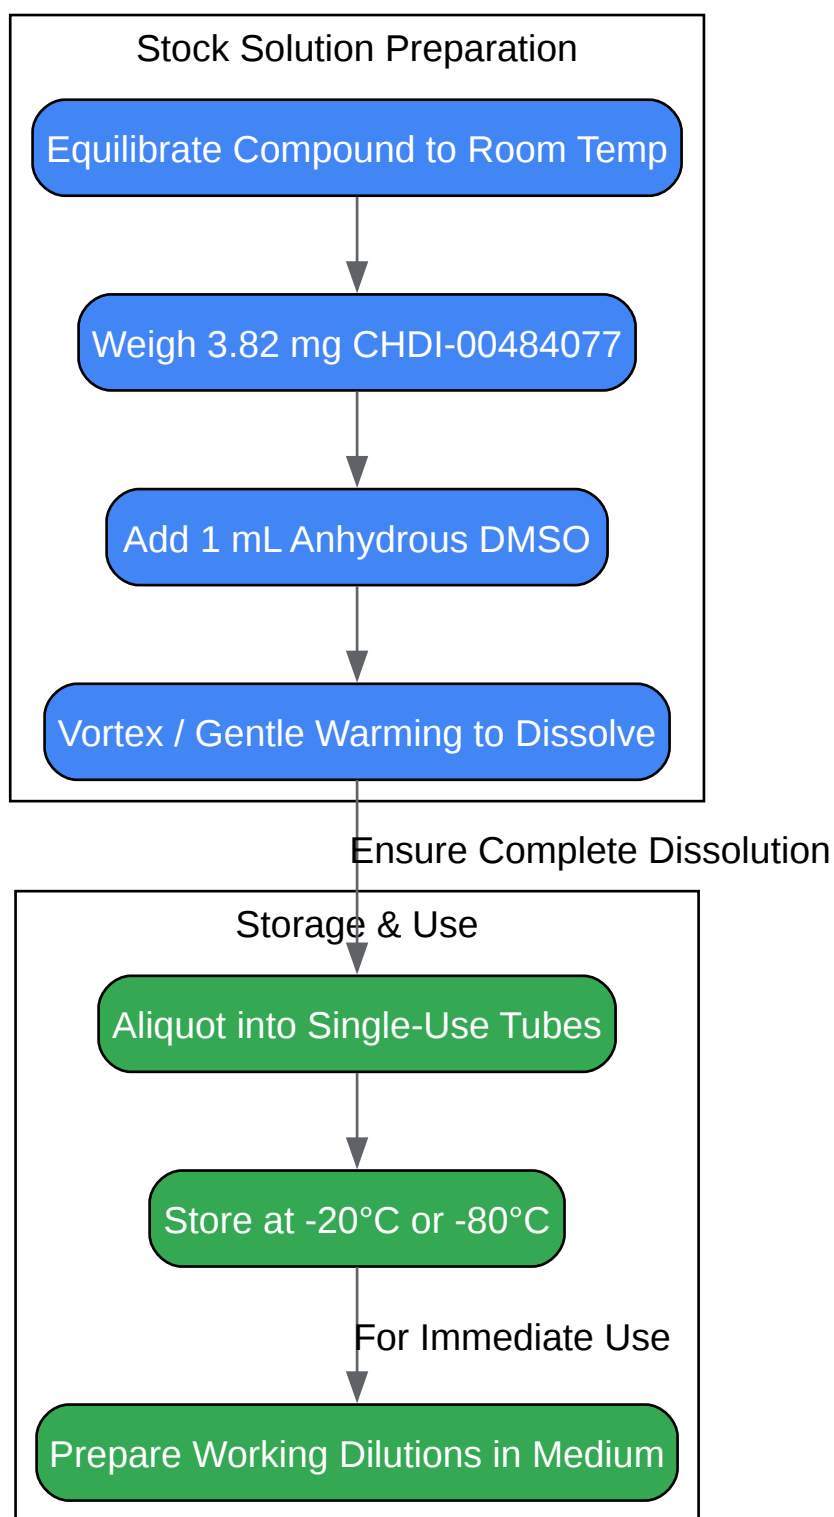 Stock Solution Preparation
Equilibrate Compound to Room Temp
Weigh 3.82 mg CHDI-00484077
Add 1 mL Anhydrous DMSO
Vortex / Gentle Warming to Dissolve
Ensure Complete Dissolution
Storage & Use
Aliquot into Single-Use Tubes
Store at -20°C or -80°C
For Immediate Use
Prepare Working Dilutions in Medium